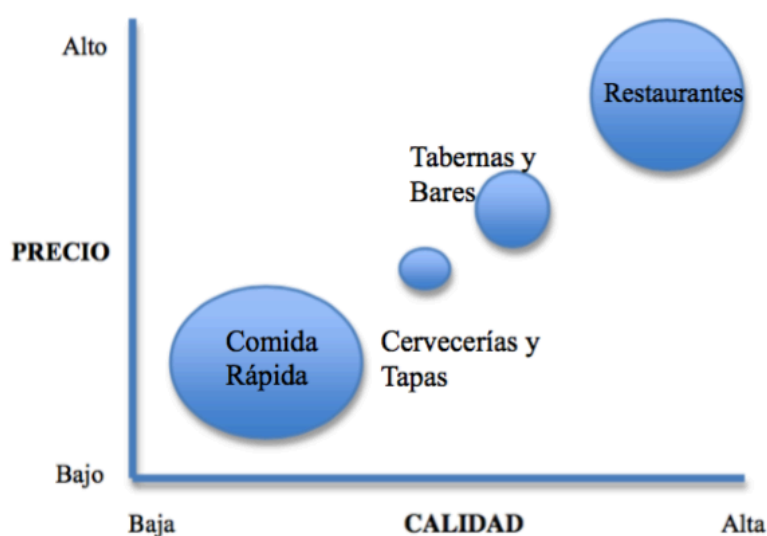 Alto
Restaurantes
Tabernas y
Bares
PRECIO
Comida
Rápida
Cervecerías y
Tapas
Bajo
Baja
CALIDAD
Alta